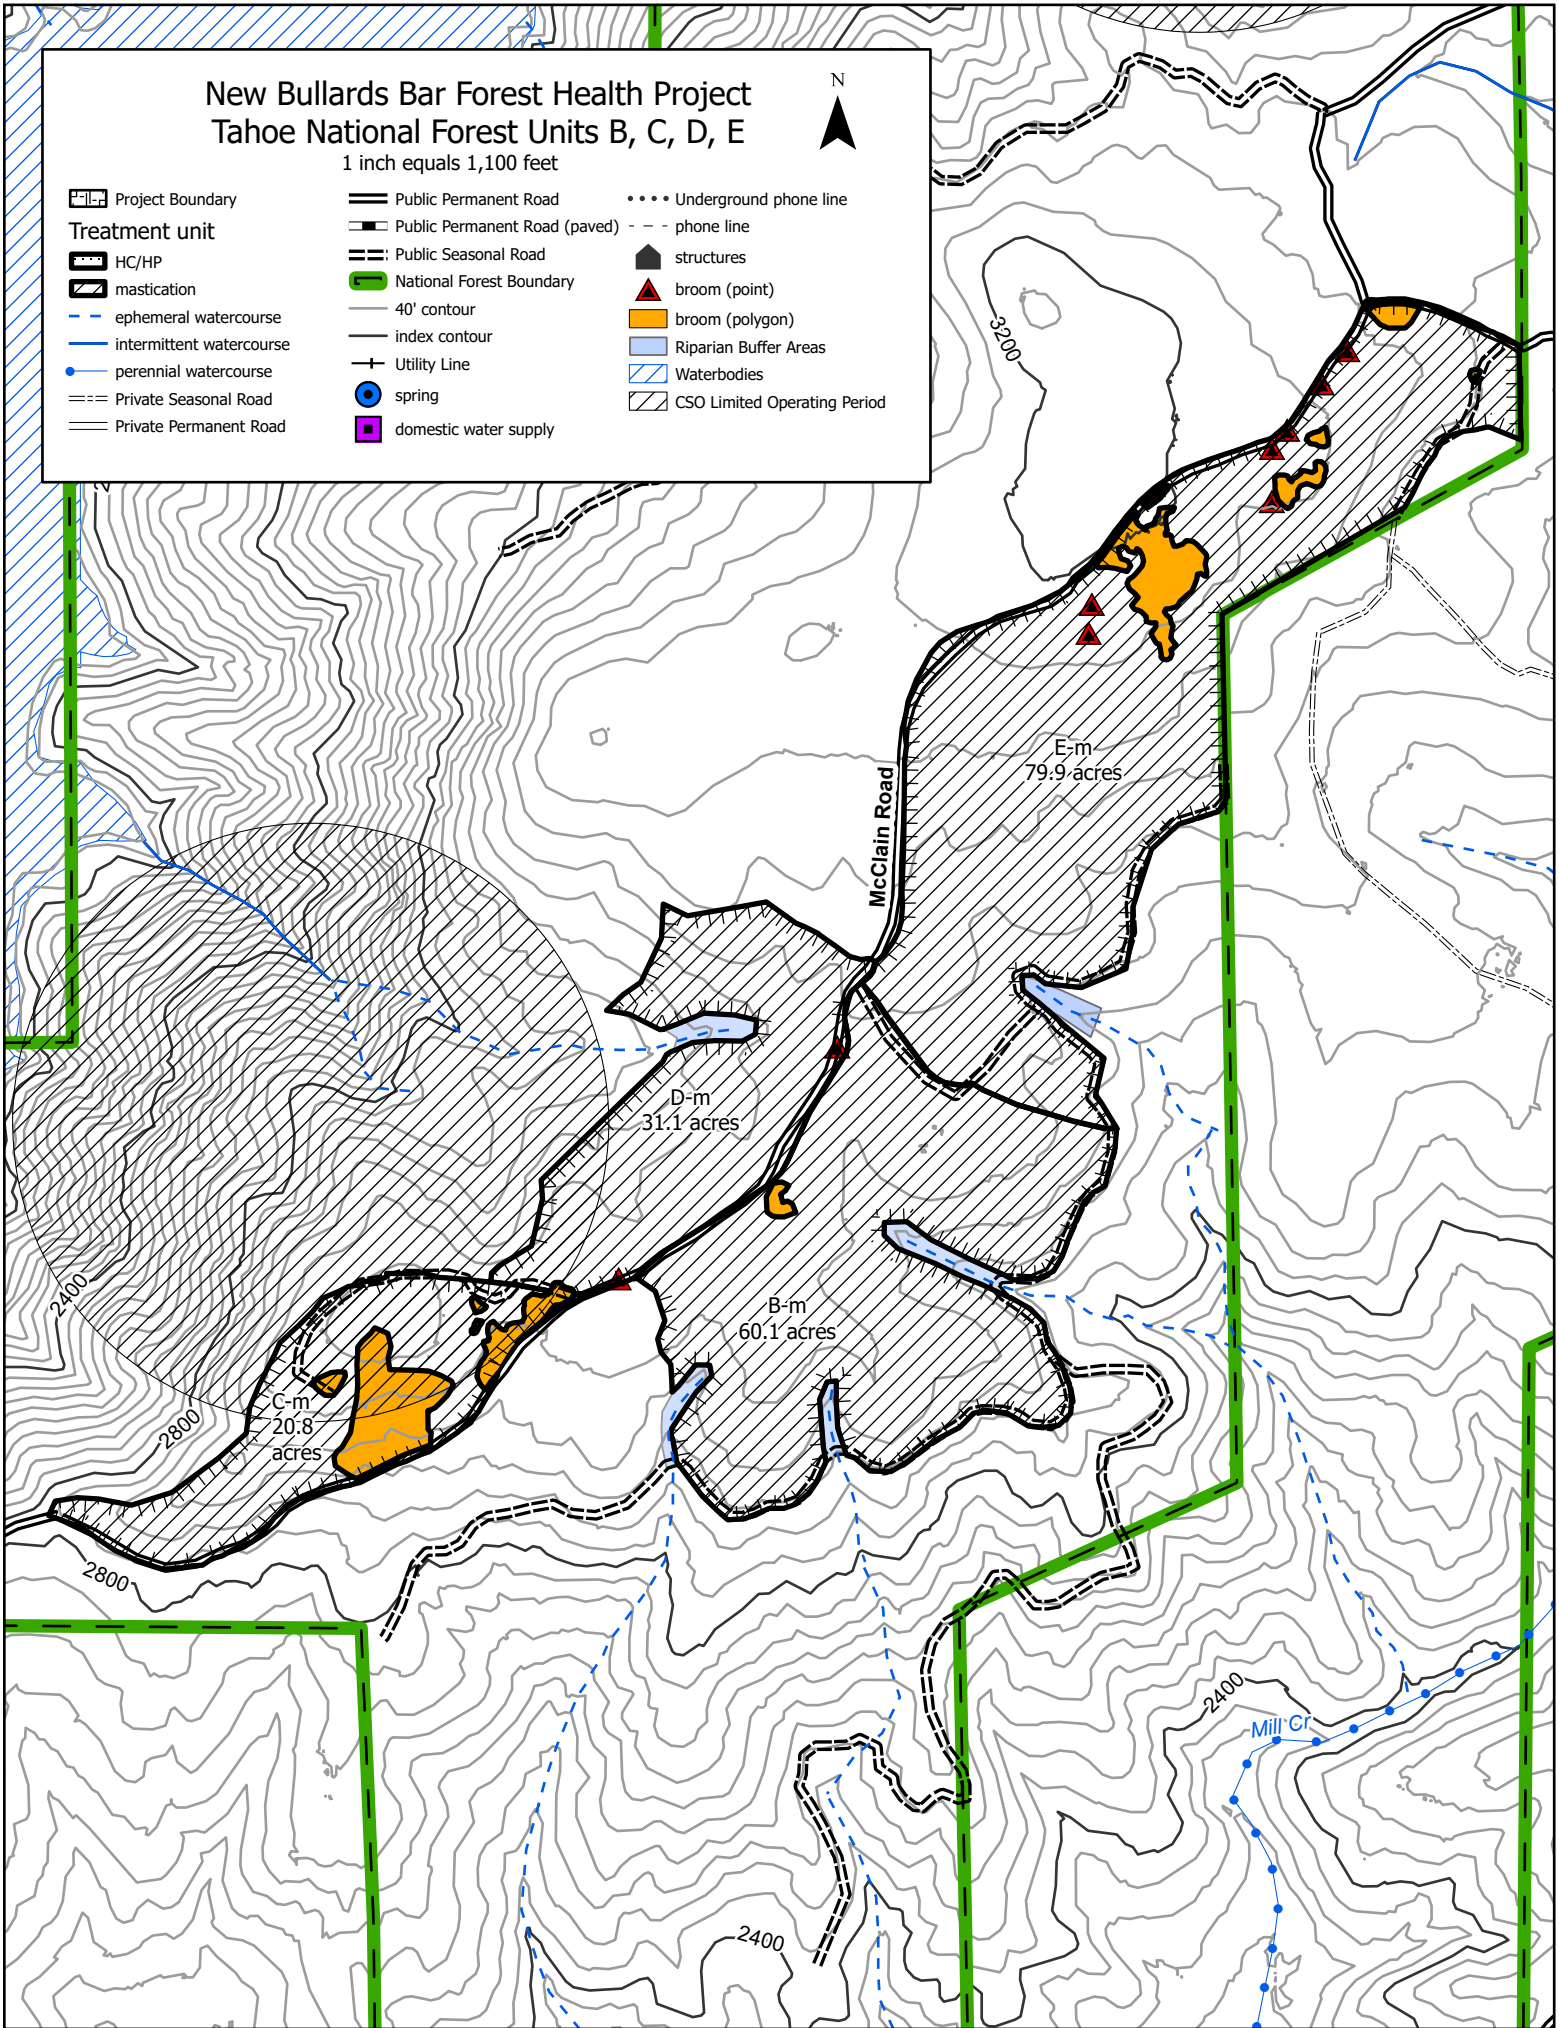 New Bullards Bar Forest Health Project
Tahoe National Forest Units B, C, D, E
1 inch equals 1,100 feet
N
Project Boundary
Treatment unit
HC/HP
mastication
ephemeral watercourse
intermittent watercourse
perennial watercourse
Private Seasonal Road
Private Permanent Road
Public Permanent Road
Public Permanent Road (paved)
Public Seasonal Road
National Forest Boundary
40' contour
index contour
Utility Line
spring
domestic water supply
Underground phone line
phone line
structures
broom (point)
broom (polygon)
Riparian Buffer Areas
Waterbodies
CSO Limited Operating Period
3200
E-m
79.9 acres
McClain Road
D-m
31.1 acres
2400
B-m
60.1 acres
C-m
20.8
acres
2800
2800
2400
Mill Cr
2400